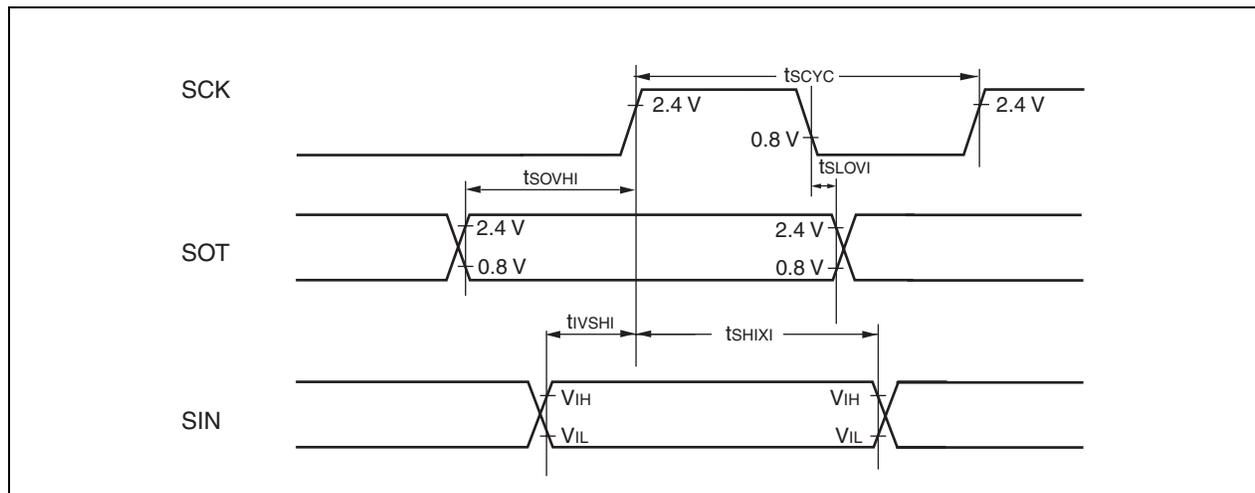 tSCYC
SCK
2.4 V
2.4 V
0.8 V
tSLOVI
tSOVHI
2.4 V
2.4 V
SOT
0.8 V
0.8 V
tIVSHI
tSHIXI
VIH
VIH
SIN
VIL
VIL